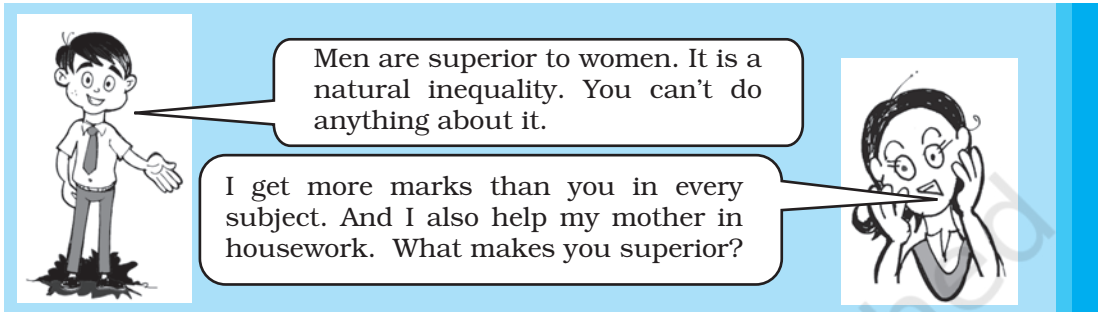 Men are superior to women. It is a
natural inequality. You can't do
anything about it.
I get more marks than you in every
subject. And I also help my mother in
housework. What makes you superior?